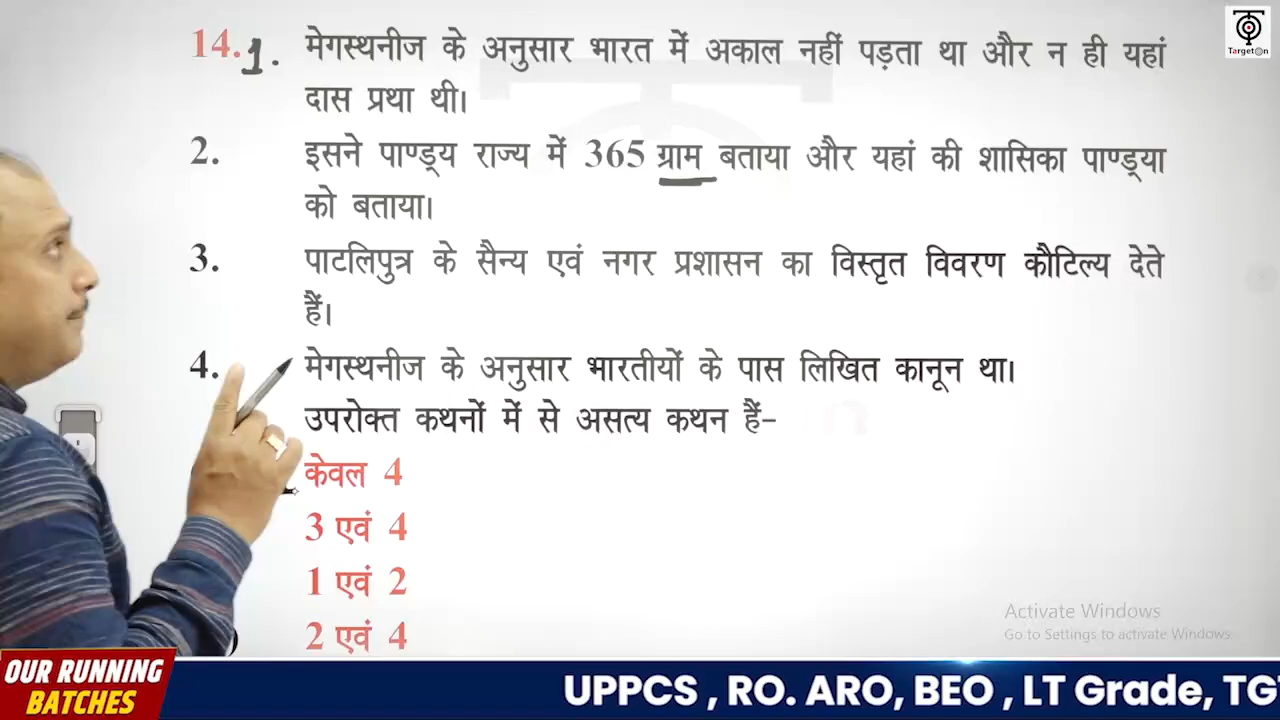 TargetOn
14. 1. मेगस्थनीज के अनुसार भारत में अकाल नहीं पड़ता था और न ही यहां
दास प्रथा थी।
2. इसने पाण्ड्य राज्य में 365 ग्राम बताया और यहां की शासिका पाण्ड्या
को बताया।
3. पाटलिपुत्र के सैन्य एवं नगर प्रशासन का विस्तृत विवरण कौटिल्य देते
हैं।
4. मेगस्थनीज के अनुसार भारतीयों के पास लिखित कानून था।
उपरोक्त कथनों में से असत्य कथन हैं-
केवल 4
3 एवं 4
1 एवं 2
2 एवं 4
Activate Windows
Go to Settings to activate Windows.
OUR RUNNING
BATCHES
UPPCS , RO. ARO, BEO , LT Grade, TGT